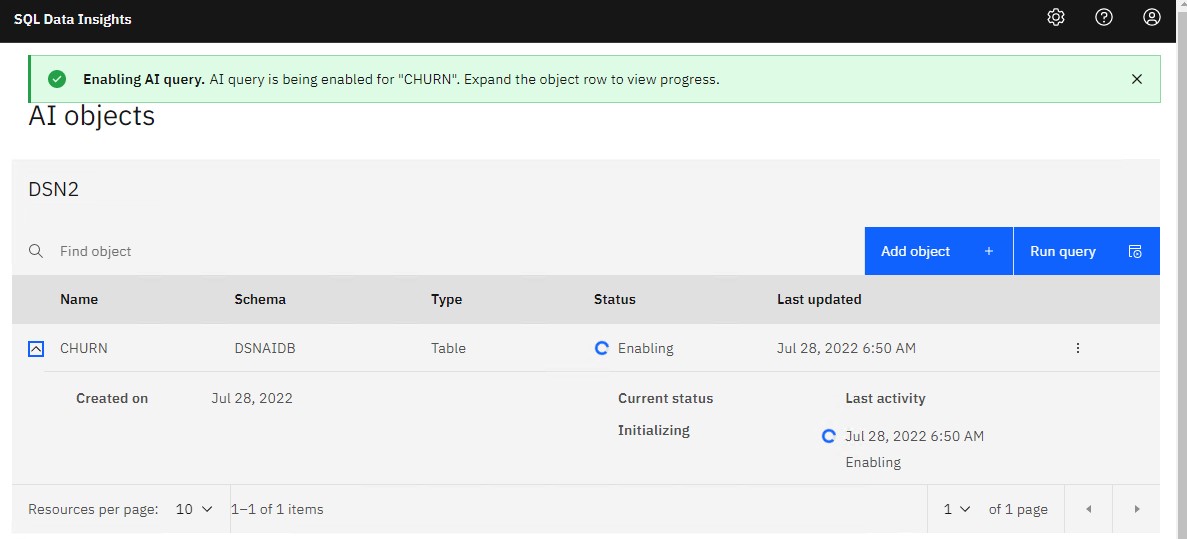 SQL Data Insights
Enabling AI query. AI query is being enabled for "CHURN". Expand the object row to view progress.
AI objects
DSN2
Find object
Add object +
Run query
Name Schema Type Status Last updated
CHURN DSNAIDB Table Enabling Jul 28, 2022 6:50 AM
Created on Jul 28, 2022 Current status Last activity
Initializing Jul 28, 2022 6:50 AM
Enabling
Resources per page: 10 1–1 of 1 items 1 of 1 page